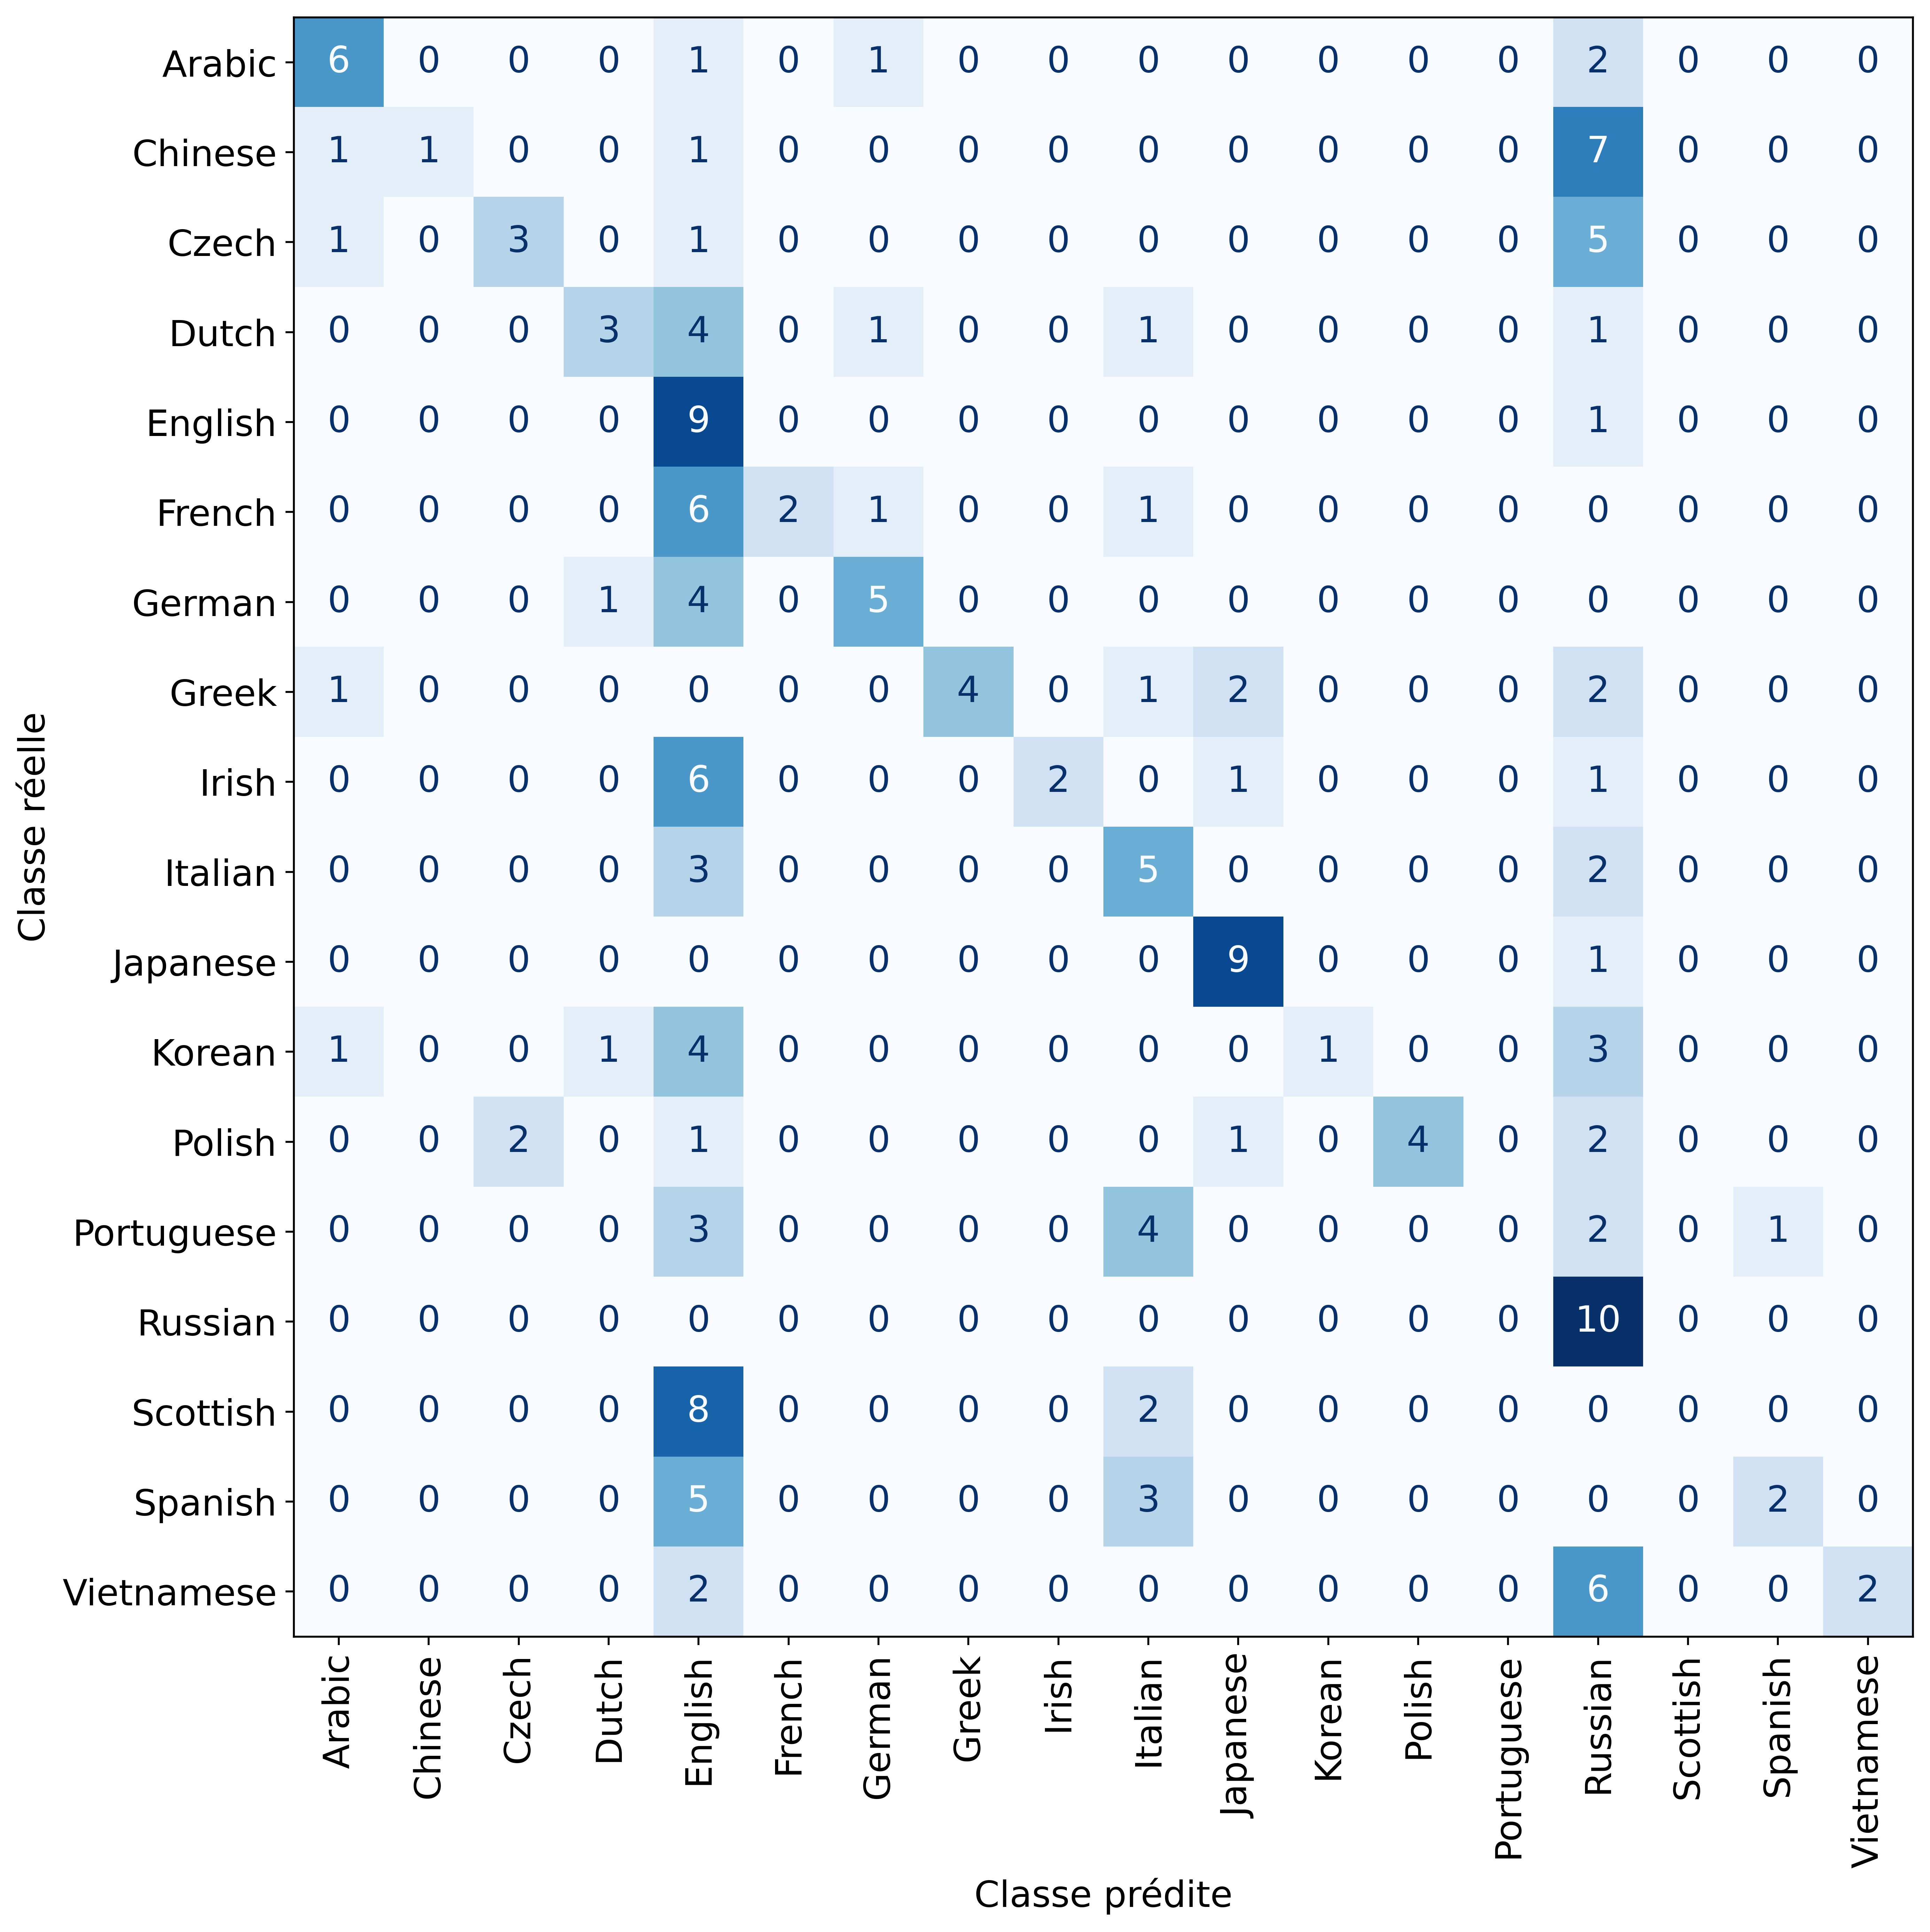 Classe réelle
Arabic 6 0 0 0 1 0 1 0 0 0 0 0 0 0 2 0 0 0
Chinese 1 1 0 0 1 0 0 0 0 0 0 0 0 0 7 0 0 0
Czech 1 0 3 0 1 0 0 0 0 0 0 0 0 0 5 0 0 0
Dutch 0 0 0 3 4 0 1 0 0 1 0 0 0 0 1 0 0 0
English 0 0 0 0 9 0 0 0 0 0 0 0 0 0 1 0 0 0
French 0 0 0 0 6 2 1 0 0 1 0 0 0 0 0 0 0 0
German 0 0 0 1 4 0 5 0 0 0 0 0 0 0 0 0 0 0
Greek 1 0 0 0 0 0 0 4 0 1 2 0 0 0 2 0 0 0
Irish 0 0 0 0 6 0 0 0 2 0 1 0 0 0 1 0 0 0
Italian 0 0 0 0 3 0 0 0 0 5 0 0 0 0 2 0 0 0
Japanese 0 0 0 0 0 0 0 0 0 0 9 0 0 0 1 0 0 0
Korean 1 0 0 1 4 0 0 0 0 0 0 1 0 0 3 0 0 0
Polish 0 0 2 0 1 0 0 0 0 0 1 0 4 0 2 0 0 0
Portuguese 0 0 0 0 3 0 0 0 0 4 0 0 0 0 2 0 1 0
Russian 0 0 0 0 0 0 0 0 0 0 0 0 0 0 10 0 0 0
Scottish 0 0 0 0 8 0 0 0 0 2 0 0 0 0 0 0 0 0
Spanish 0 0 0 0 5 0 0 0 0 3 0 0 0 0 0 0 2 0
Vietnamese 0 0 0 0 2 0 0 0 0 0 0 0 0 0 6 0 0 2
Arabic Chinese Czech Dutch English French German Greek Irish Italian Japanese Korean Polish Portuguese Russian Scottish Spanish Vietnamese
Classe prédite